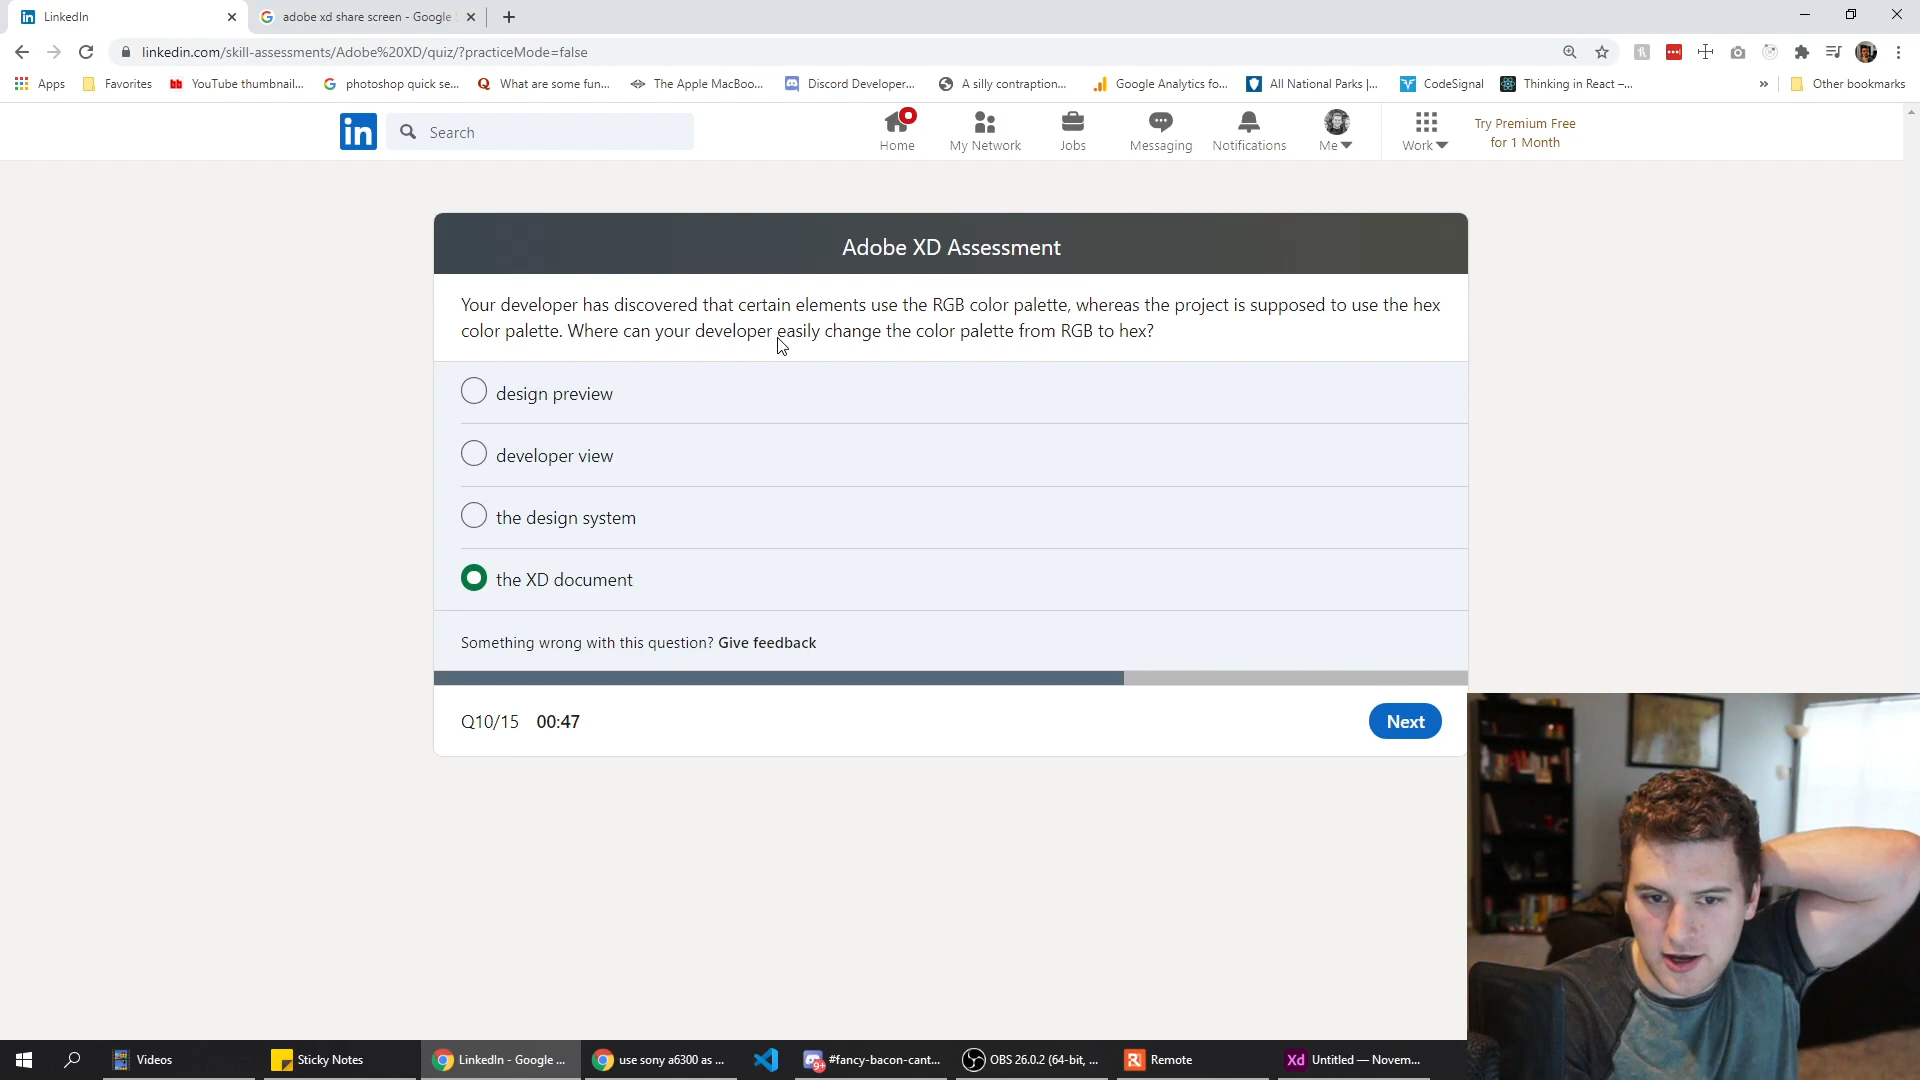 LinkedIn
adobe xd share screen - Google
linkedin.com/skill-assessments/Adobe%20XD/quiz/?practiceMode=false
Apps
Favorites
YouTube thumbnail...
photoshop quick se...
What are some fun...
The Apple MacBoo...
Discord Developer...
A silly contraption...
Google Analytics fo...
All National Parks |...
CodeSignal
Thinking in React –...
»
Other bookmarks
in
Search
Home
My Network
Jobs
Messaging
Notifications
Me
Work
Try Premium Free
for 1 Month
Adobe XD Assessment
Your developer has discovered that certain elements use the RGB color palette, whereas the project is supposed to use the hex
color palette. Where can your developer easily change the color palette from RGB to hex?
design preview
developer view
the design system
the XD document
Something wrong with this question? Give feedback
Q10/15 00:47
Next
Videos
Sticky Notes
LinkedIn - Google ...
use sony a6300 as ...
9+
#fancy-bacon-cant...
OBS 26.0.2 (64-bit, ...
Remote
Xd
Untitled — Novem...